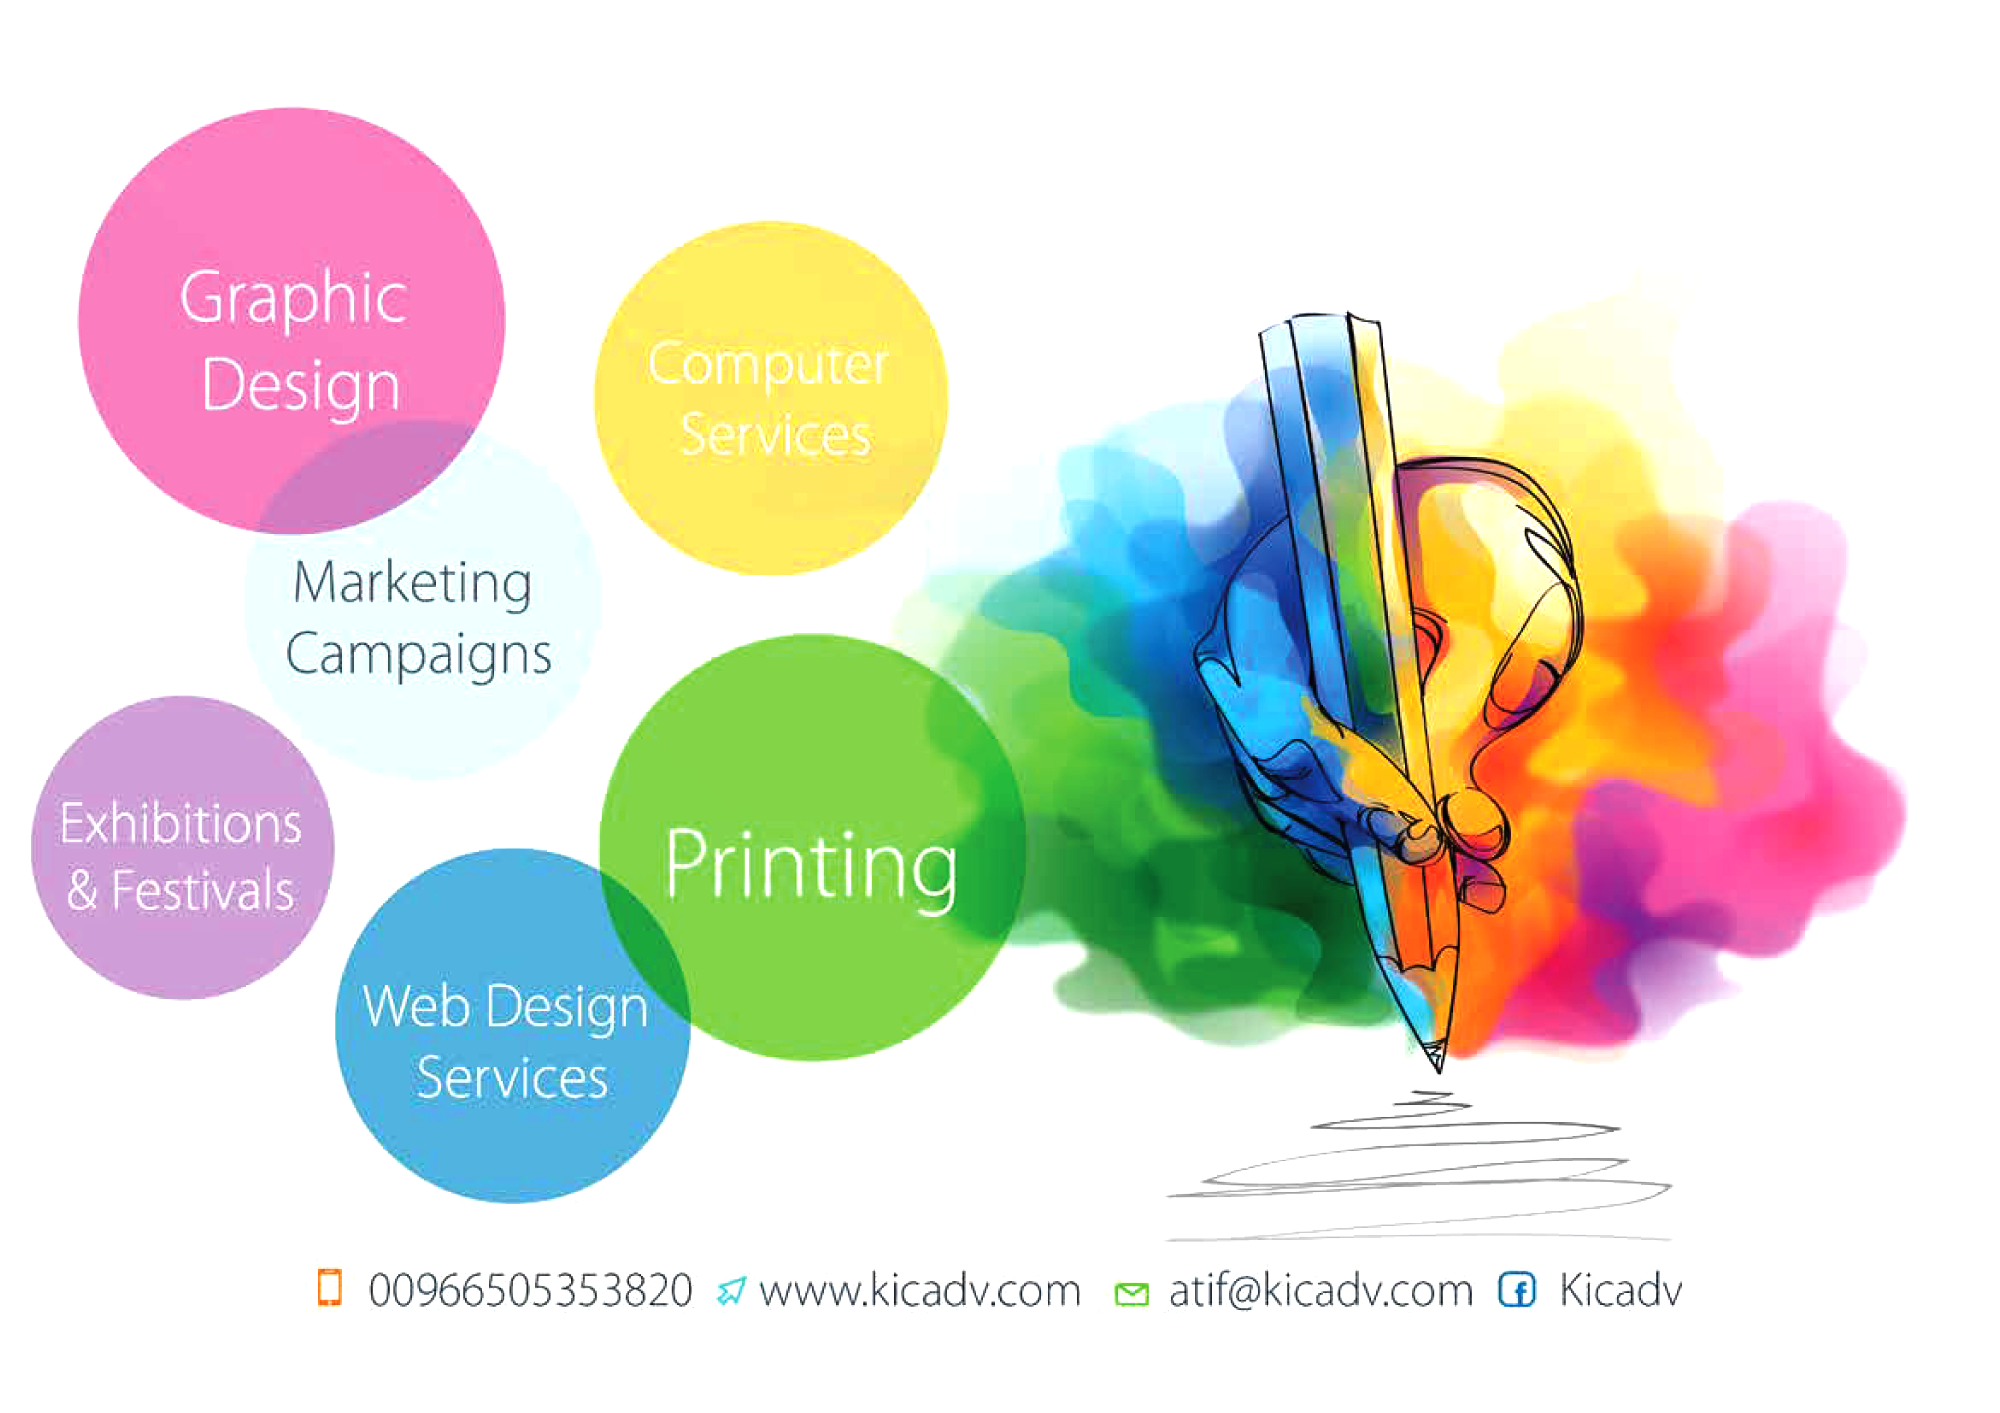 Graphic
Design
Computer
Services
Marketing
Campaigns
Exhibitions
& Festivals
Printing
Web Design
Services
00966505353820 www.kicadv.com atif@kicadv.com Kicadv